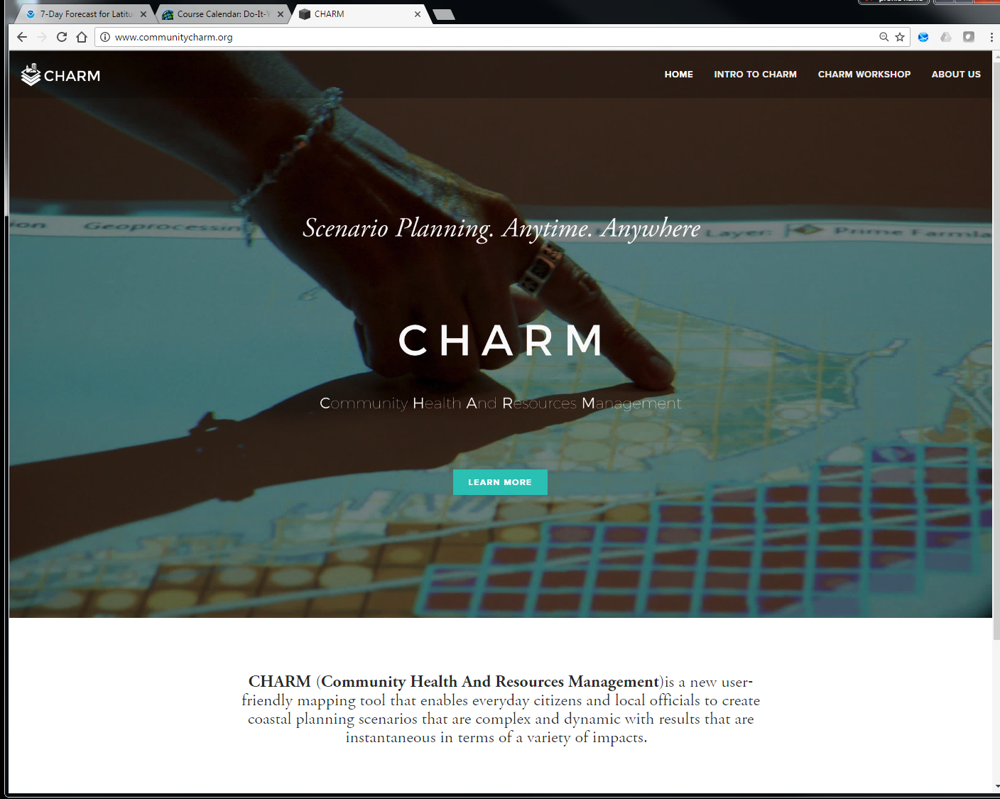 7-Day Forecast for Latitu
Course Calendar: Do-It-Y
CHARM
www.communitycharm.org
CHARM
HOME INTRO TO CHARM CHARM WORKSHOP ABOUT US
Geoprocessing Layer: Prime Farmla
Scenario Planning. Anytime. Anywhere
CHARM
Community Health And Resources Management
LEARN MORE
CHARM (Community Health And Resources Management)is a new user-
friendly mapping tool that enables everyday citizens and local officials to create
coastal planning scenarios that are complex and dynamic with results that are
instantaneous in terms of a variety of impacts.